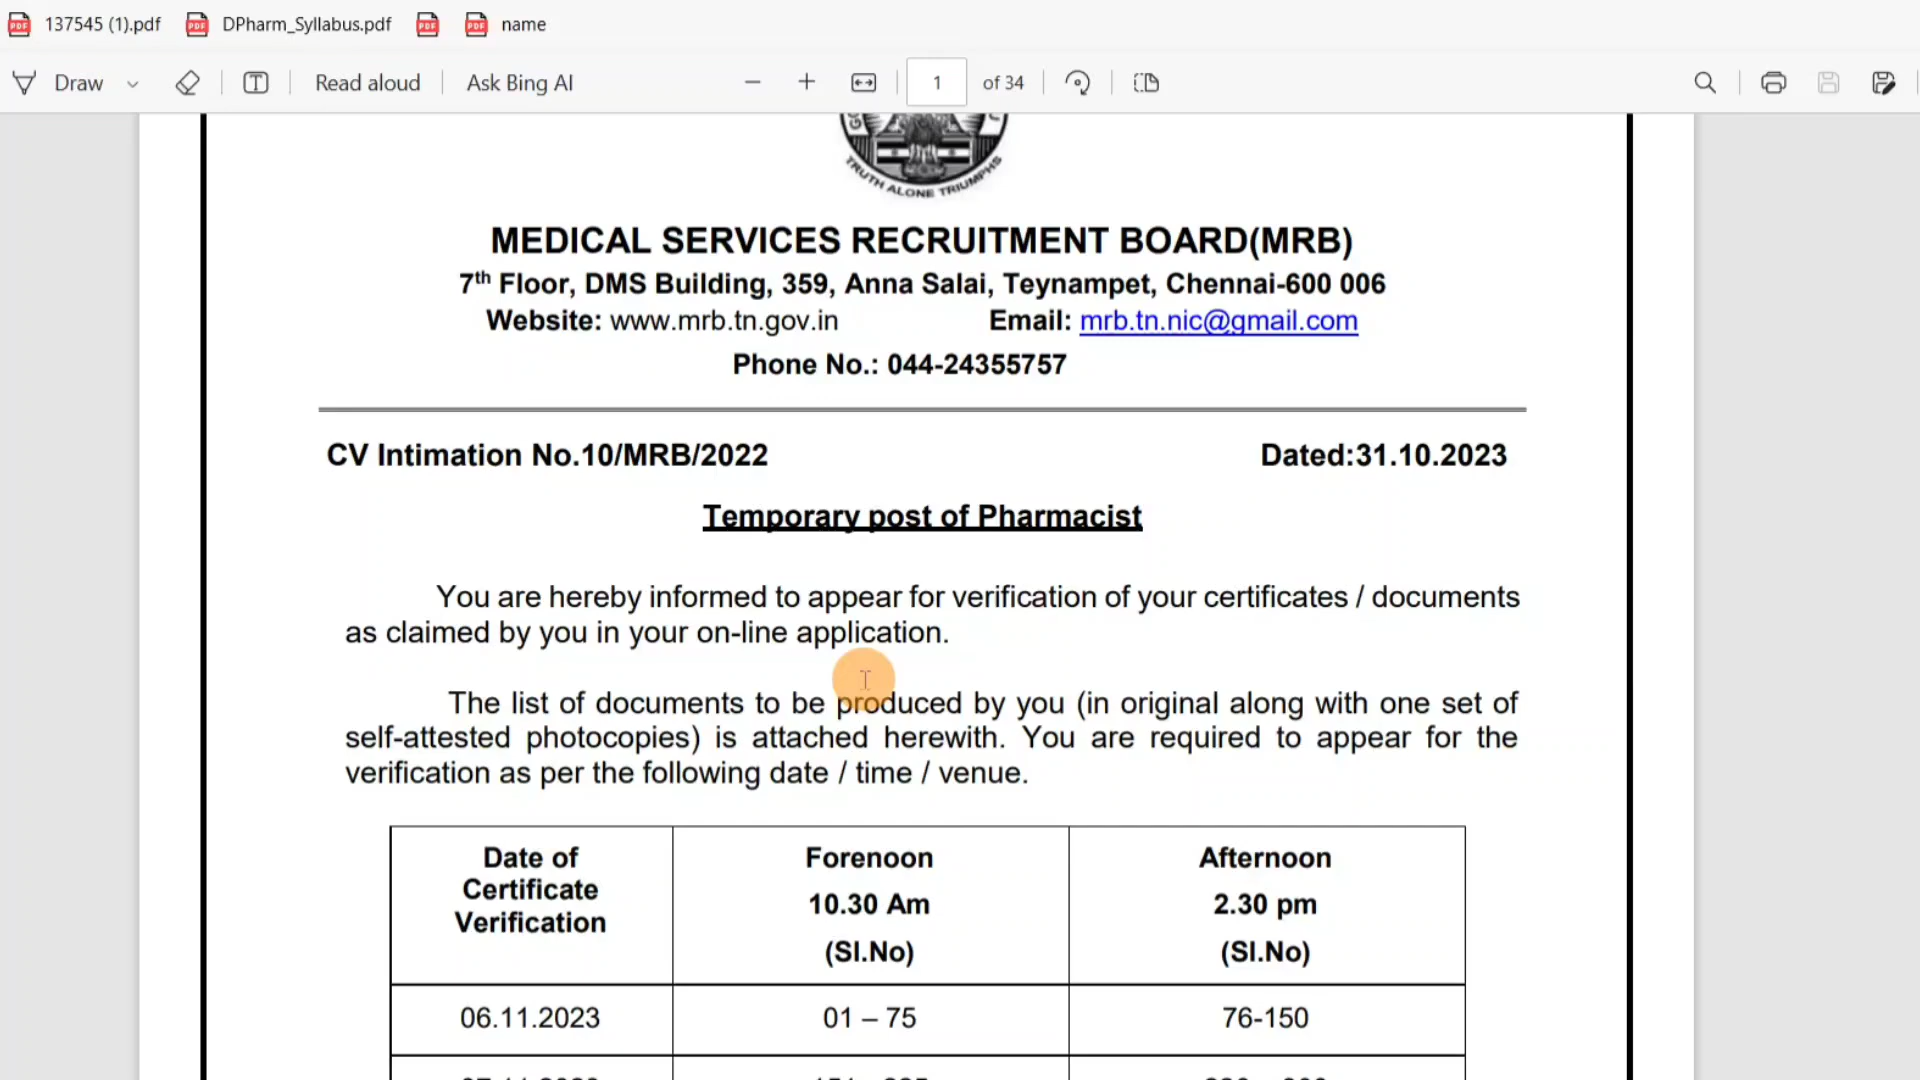 137545 (1).pdf DPharm_Syllabus.pdf name
Draw Read aloud Ask Bing AI 1 of 34
TRUTH ALONE TRIUMPHS
MEDICAL SERVICES RECRUITMENT BOARD(MRB)
7th Floor, DMS Building, 359, Anna Salai, Teynampet, Chennai-600 006
Website: www.mrb.tn.gov.in Email: mrb.tn.nic@gmail.com
Phone No.: 044-24355757
CV Intimation No.10/MRB/2022 Dated:31.10.2023
Temporary post of Pharmacist
You are hereby informed to appear for verification of your certificates / documents
as claimed by you in your on-line application.
The list of documents to be produced by you (in original along with one set of
self-attested photocopies) is attached herewith. You are required to appear for the
verification as per the following date / time / venue.
Date of Forenoon Afternoon
Certificate 10.30 Am 2.30 pm
Verification (Sl.No) (Sl.No)
06.11.2023 01 – 75 76-150